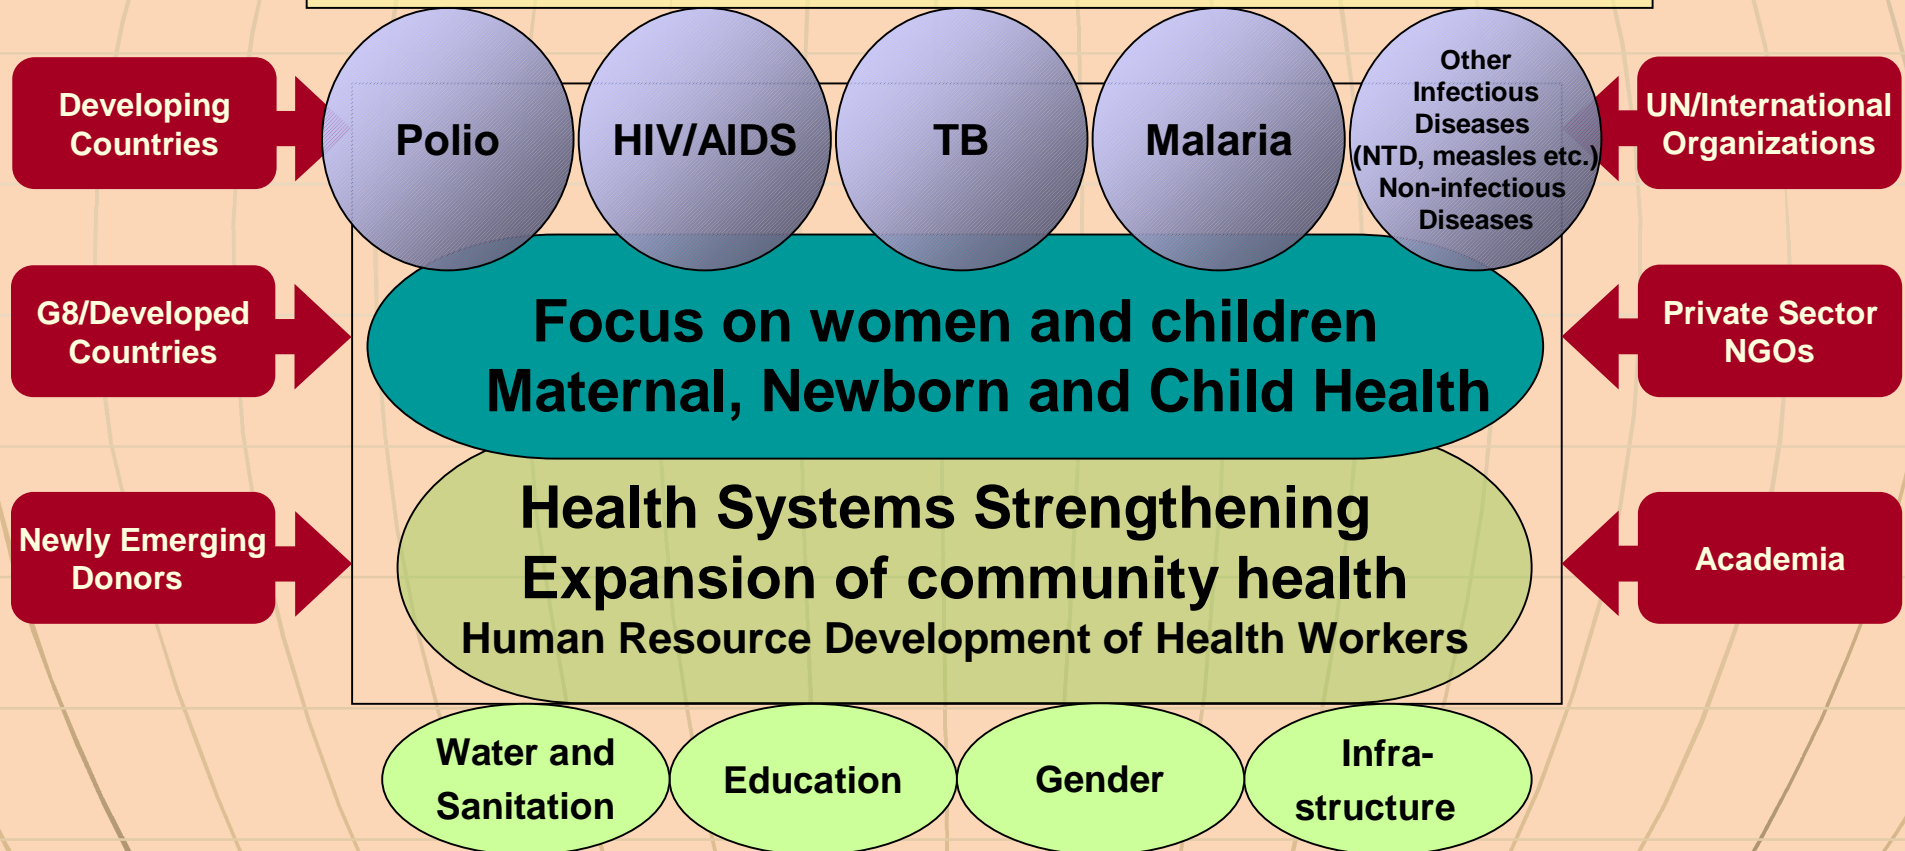 Developing
Countries
Polio
HIV/AIDS
TB
Malaria
Other
Infectious
Diseases
(NTD, measles etc.)
Non-infectious
Diseases
UN/International
Organizations
G8/Developed
Countries
Focus on women and children
Maternal, Newborn and Child Health
Private Sector
NGOs
Newly Emerging
Donors
Health Systems Strengthening
Expansion of community health
Human Resource Development of Health Workers
Academia
Water and
Sanitation
Education
Gender
Infra-
structure